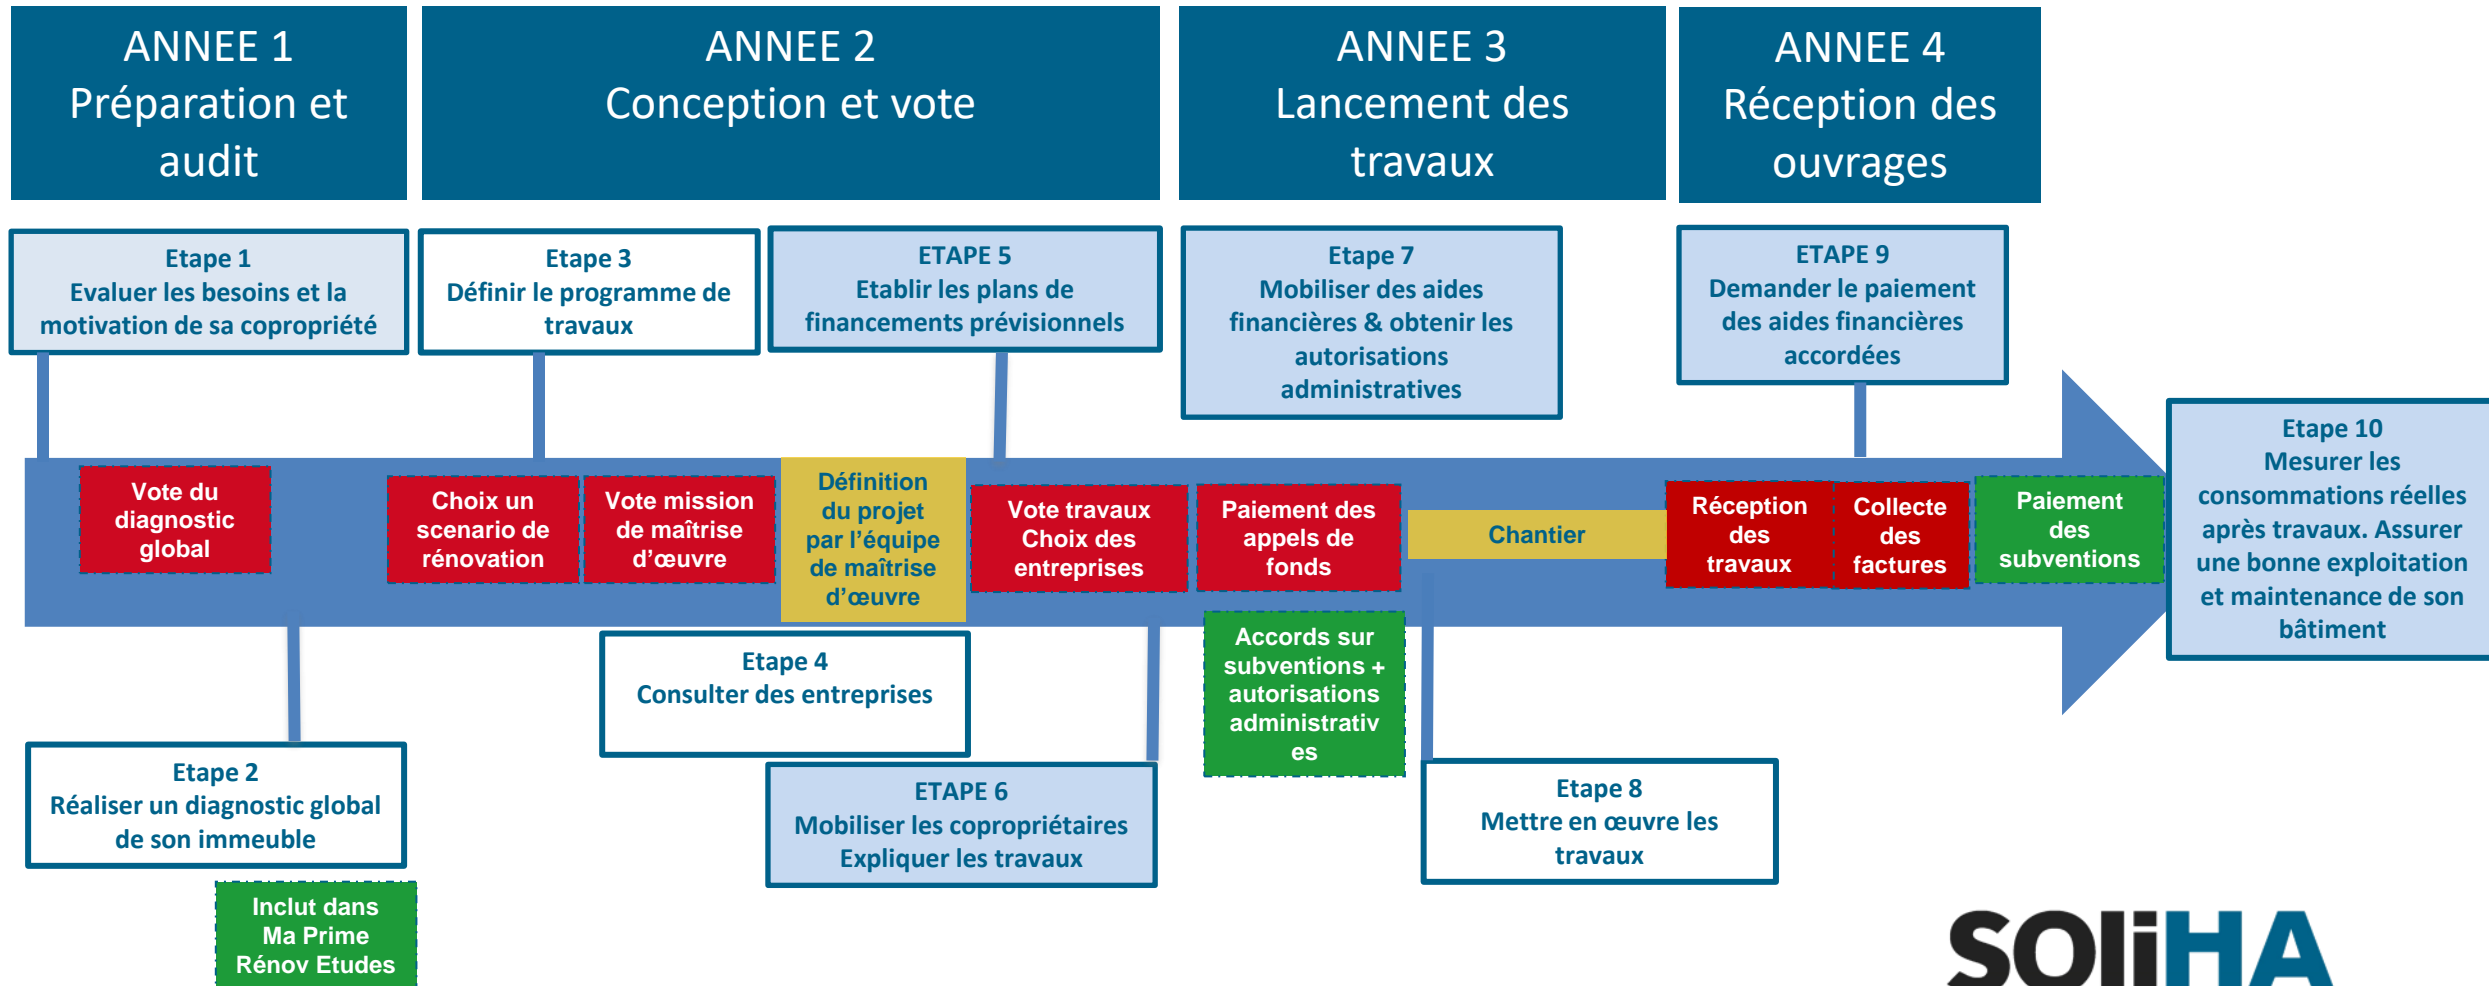 ANNEE 1
Préparation et
audit
ANNEE 2
Conception et vote
ANNEE 3
Lancement des
travaux
ANNEE 4
Réception des
ouvrages
Etape 1
Evaluer les besoins et la
motivation de sa copropriété
Etape 3
Définir le programme de
travaux
ETAPE 5
Etablir les plans de
financements prévisionnels
Etape 7
Mobiliser des aides
financières & obtenir les
autorisations
administratives
ETAPE 9
Demander le paiement
des aides financières
accordées
Vote du
diagnostic
global
Choix un
scenario de
rénovation
Vote mission
de maîtrise
d’œuvre
Définition
du projet
par l’équipe
de maîtrise
d’œuvre
Vote travaux
Choix des
entreprises
Paiement des
appels de
fonds
Chantier
Réception
des
travaux
Collecte
des
factures
Paiement
des
subventions
Etape 10
Mesurer les
consommations réelles
après travaux. Assurer
une bonne exploitation
et maintenance de son
bâtiment
Accords sur
subventions +
autorisations
administrativ
es
Etape 4
Consulter des entreprises
Etape 2
Réaliser un diagnostic global
de son immeuble
ETAPE 6
Mobiliser les copropriétaires
Expliquer les travaux
Etape 8
Mettre en œuvre les
travaux
Inclut dans
Ma Prime
Rénov Etudes
SOliHA